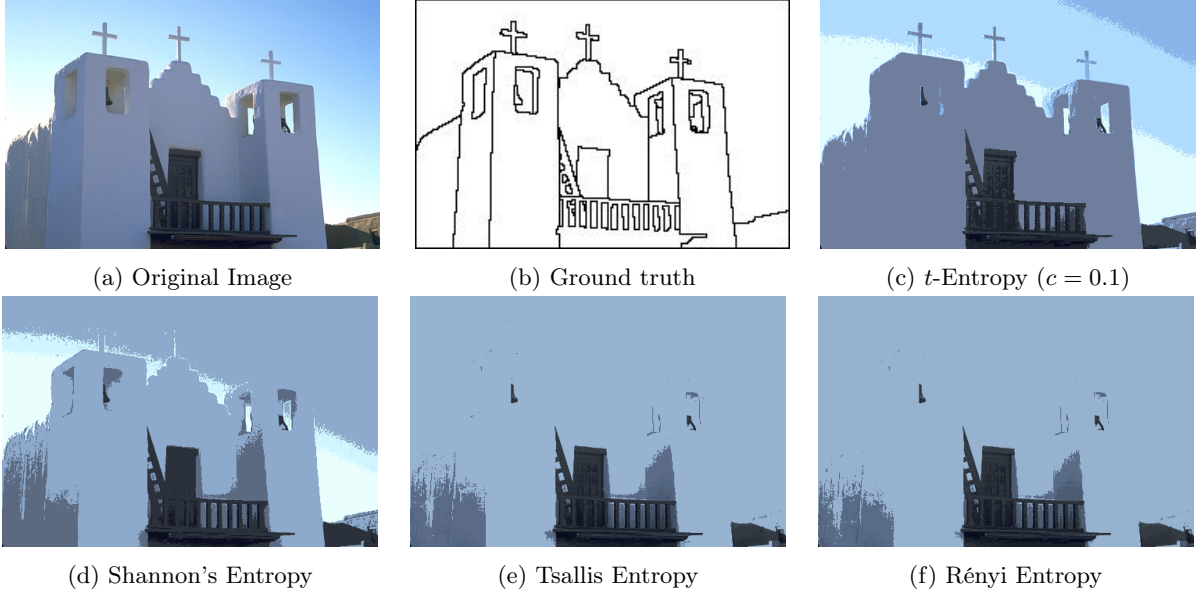 (a) Original Image
(b) Ground truth
(c) t-Entropy (c = 0.1)
(d) Shannon's Entropy
(e) Tsallis Entropy
(f) Rényi Entropy